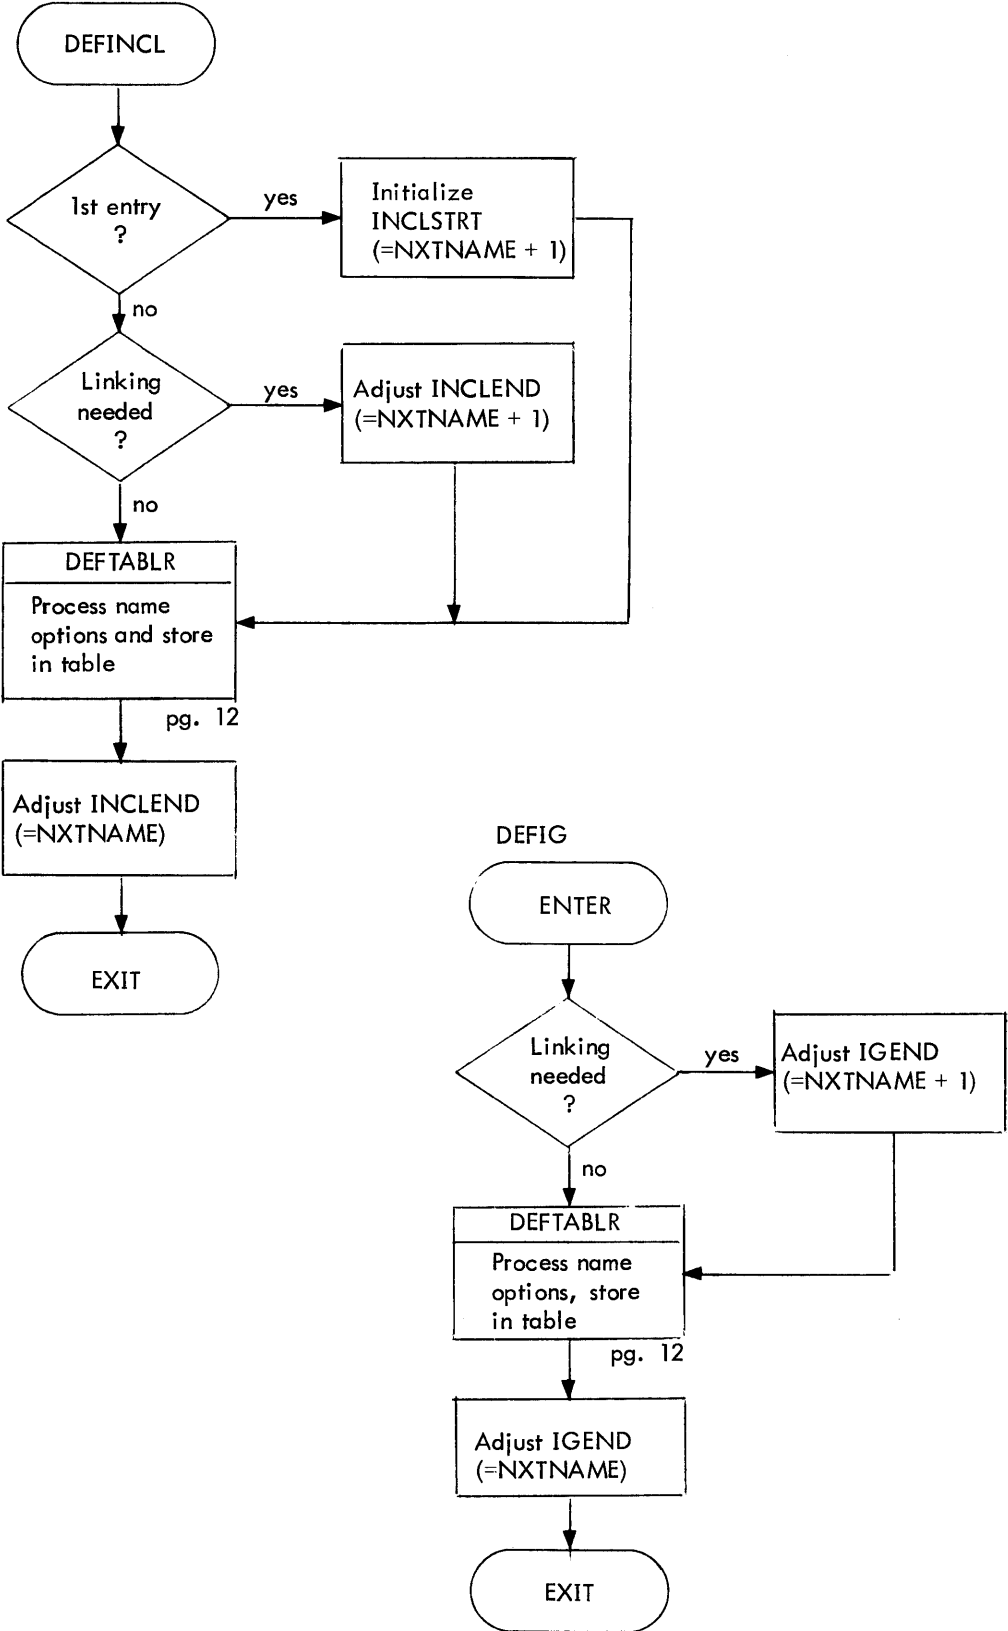 DEFINCL
1st entry
?
yes
Initialize
INCLSTRT
(=NXTNAME + 1)
no
Linking
needed
?
yes
Adjust INCLEND
(=NXTNAME + 1)
no
DEFTABLR
Process name
options and store
in table
pg. 12
Adjust INCLEND
(=NXTNAME)
EXIT
DEFIG
ENTER
Linking
needed
?
yes
Adjust IGEND
(=NXTNAME + 1)
no
DEFTABLR
Process name
options, store
in table
pg. 12
Adjust IGEND
(=NXTNAME)
EXIT